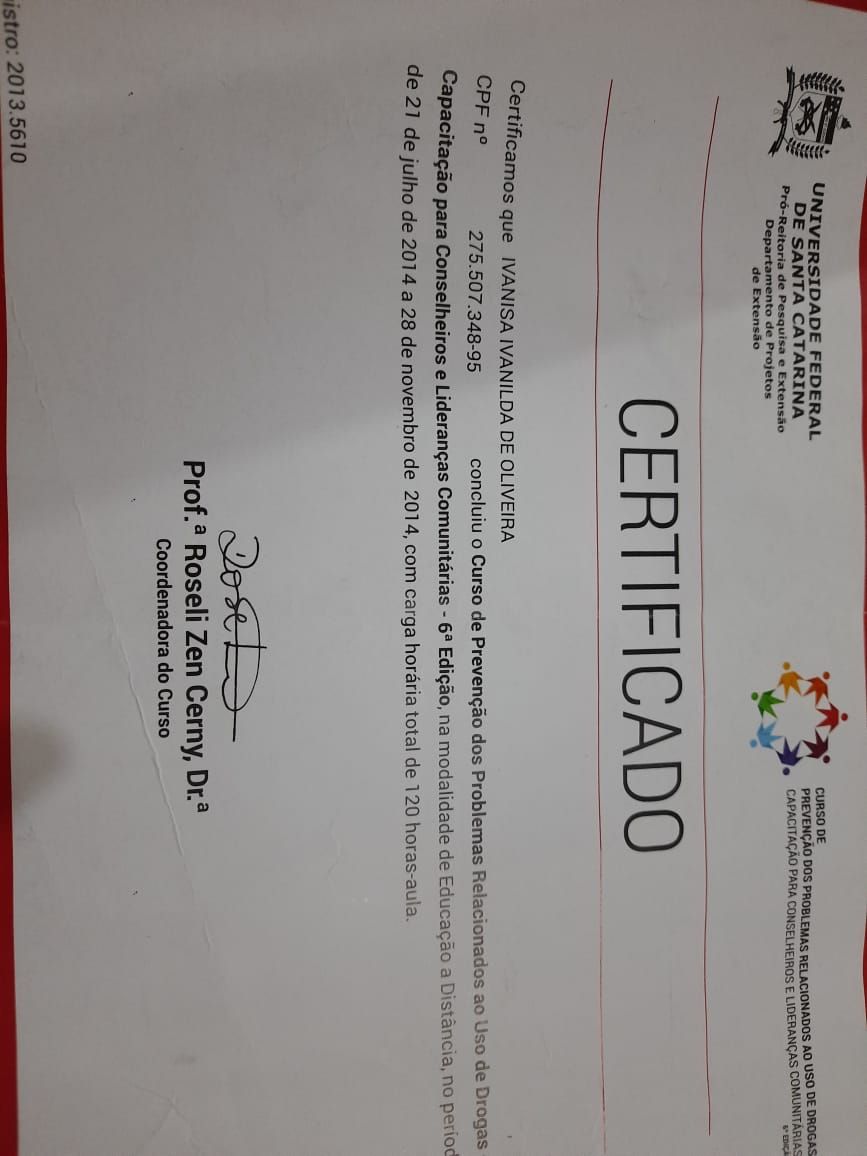 UNIVERSIDADE FEDERAL
DE SANTA CATARINA
Pró-Reitoria de Pesquisa e Extensão
Departamento de Projetos
de Extensão
CURSO DE
PREVENÇÃO DOS PROBLEMAS RELACIONADOS AO USO DE DROGAS
CAPACITAÇÃO PARA CONSELHEIROS E LIDERANÇAS COMUNITÁRIAS
6ª EDIÇÃ
CERTIFICADO
Certificamos que IVANISA IVANILDA DE OLIVEIRA
CPF nº 275.507.348-95 concluiu o Curso de Prevenção dos Problemas Relacionados ao Uso de Drogas
Capacitação para Conselheiros e Lideranças Comunitárias - 6ª Edição, na modalidade de Educação a Distância, no períod
de 21 de julho de 2014 a 28 de novembro de 2014, com carga horária total de 120 horas-aula.
Prof.ª Roseli Zen Cerny, Dr.ª
Coordenadora do Curso
istro: 2013.5610